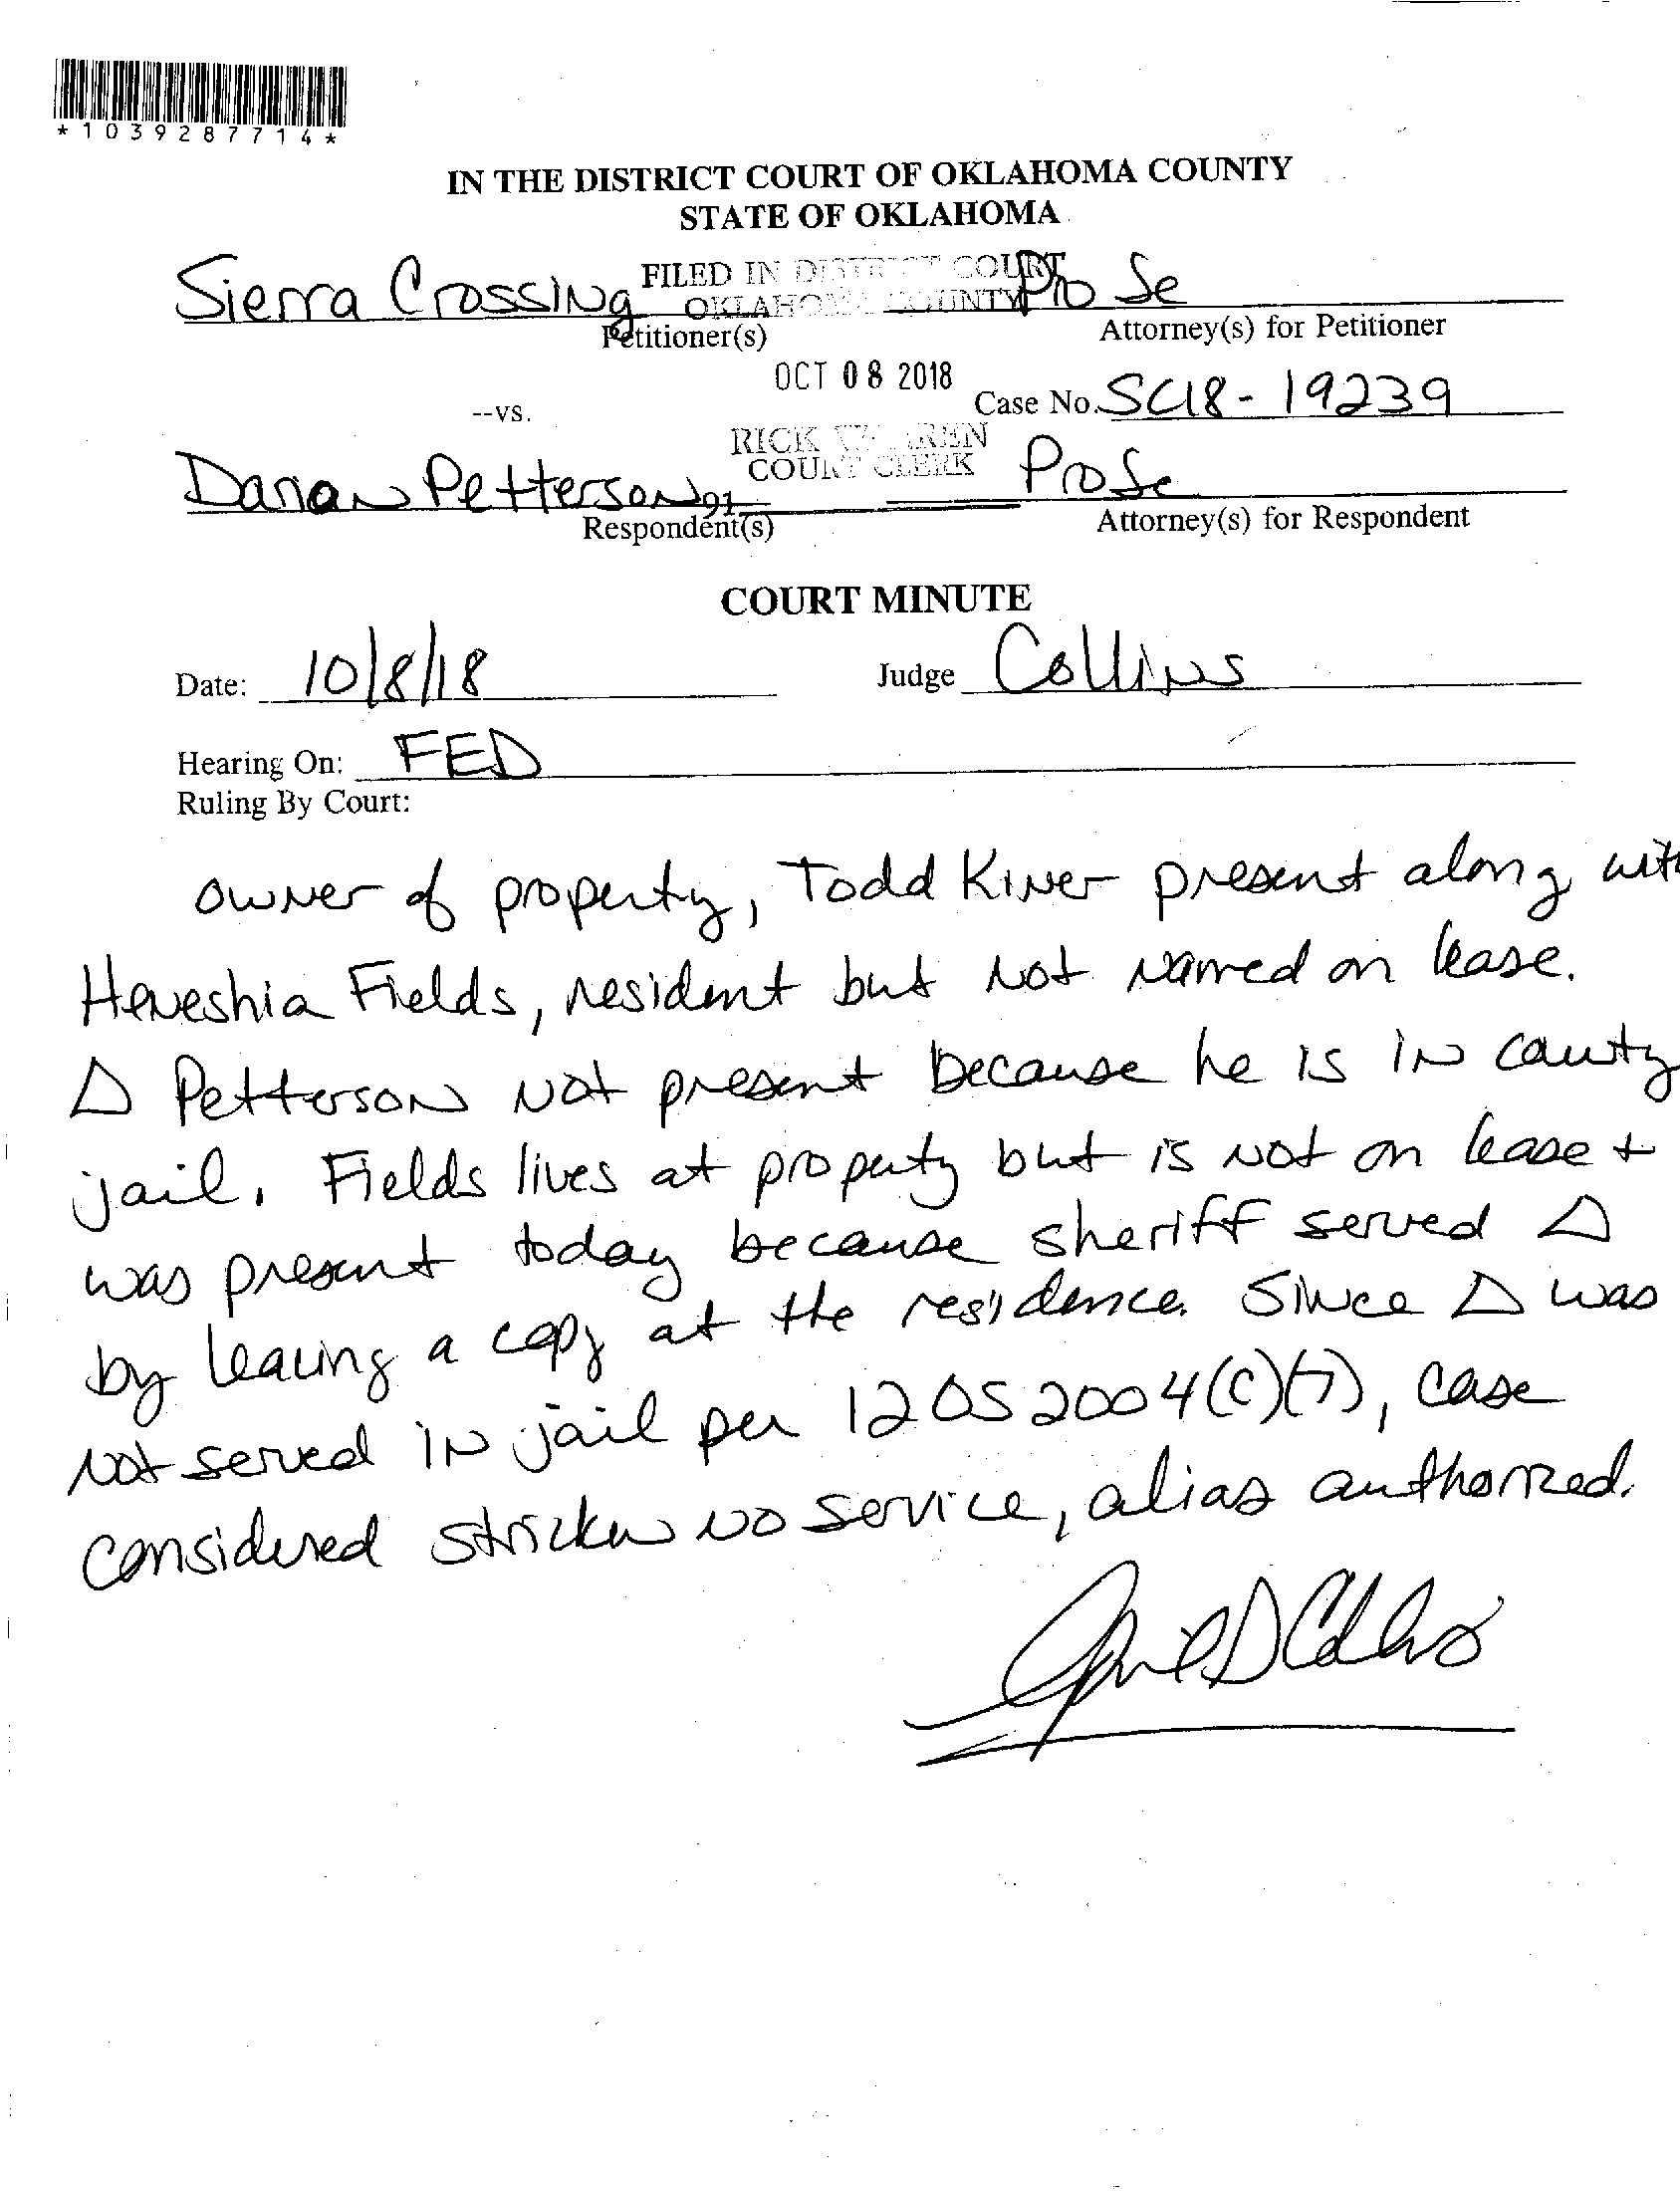 *1039287714*
IN THE DISTRICT COURT OF OKLAHOMA COUNTY
STATE OF OKLAHOMA
Sierra Crossing
FILED IN DISTRICT COURT
OKLAHOMA COUNTY
Pro Se
Petitioner(s)
Attorney(s) for Petitioner
OCT 08 2018
--vs.
Case No. SC18-19239
RICK WARREN
COURT CLERK
Darian Petterson
91
Pro Se
Respondent(s)
Attorney(s) for Respondent
COURT MINUTE
Date: 10/8/18
Judge Collins
Hearing On: FED
Ruling By Court:
owner of property, Todd Kiner present along with
Heneshia Fields, resident but not named on lease.
Δ Petterson not present because he is in county
jail. Fields lives at property but is not on lease +
was present today because sheriff served Δ
by leaving a copy at the residence. Since Δ was
not served in jail per 12 OS 2004(C)(7), case
considered stricken no service, alias authorized.